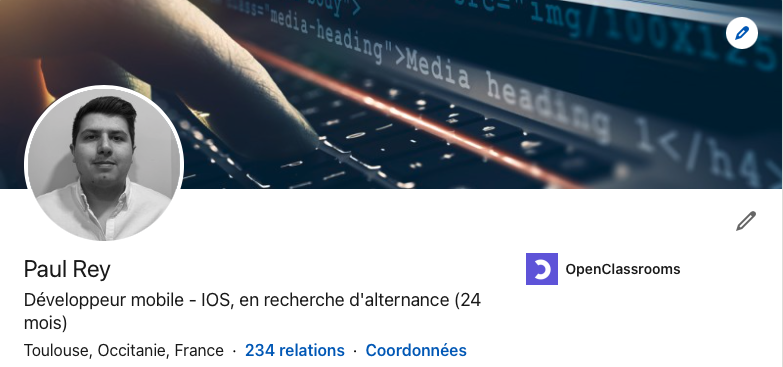 body">
class="media-heading">Media heading 1</h4>
src="img/100X125
Paul Rey
OpenClassrooms
Développeur mobile - IOS, en recherche d'alternance (24
mois)
Toulouse, Occitanie, France · 234 relations · Coordonnées